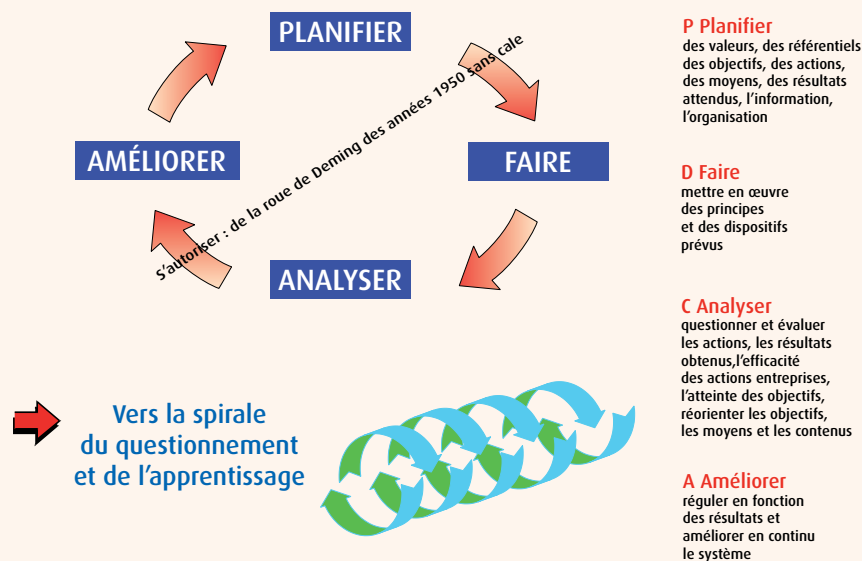 PLANIFIER
AMÉLIORER
FAIRE
ANALYSER
S'autoriser : de la roue de Deming des années 1950 sans cale
Vers la spirale
du questionnement
et de l'apprentissage
P Planifier
des valeurs, des référentiels
des objectifs, des actions,
des moyens, des résultats
attendus, l'information,
l'organisation
D Faire
mettre en œuvre
des principes
et des dispositifs
prévus
C Analyser
questionner et évaluer
les actions, les résultats
obtenus,l'efficacité
des actions entreprises,
l'atteinte des objectifs,
réorienter les objectifs,
les moyens et les contenus
A Améliorer
réguler en fonction
des résultats et
améliorer en continu
le système